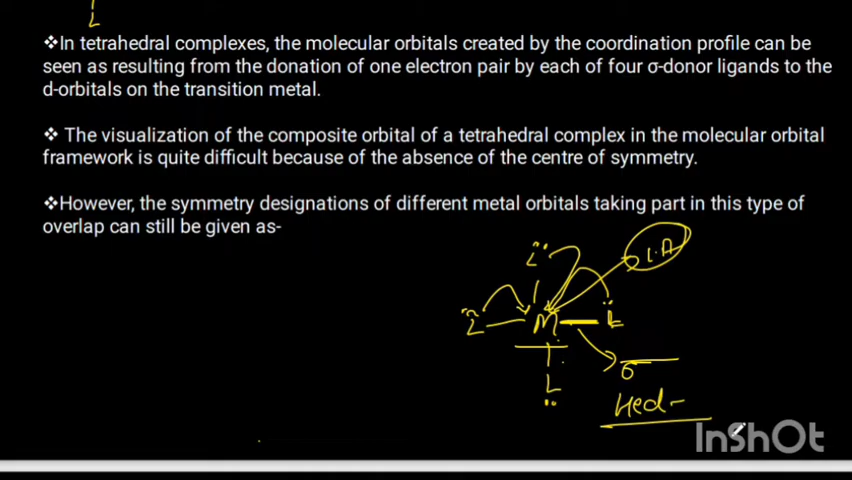 L
❖In tetrahedral complexes, the molecular orbitals created by the coordination profile can be
seen as resulting from the donation of one electron pair by each of four σ-donor ligands to the
d-orbitals on the transition metal.
❖ The visualization of the composite orbital of a tetrahedral complex in the molecular orbital
framework is quite difficult because of the absence of the centre of symmetry.
❖However, the symmetry designations of different metal orbitals taking part in this type of
overlap can still be given as-
L
L.A
L M L
σ
L
InShOt